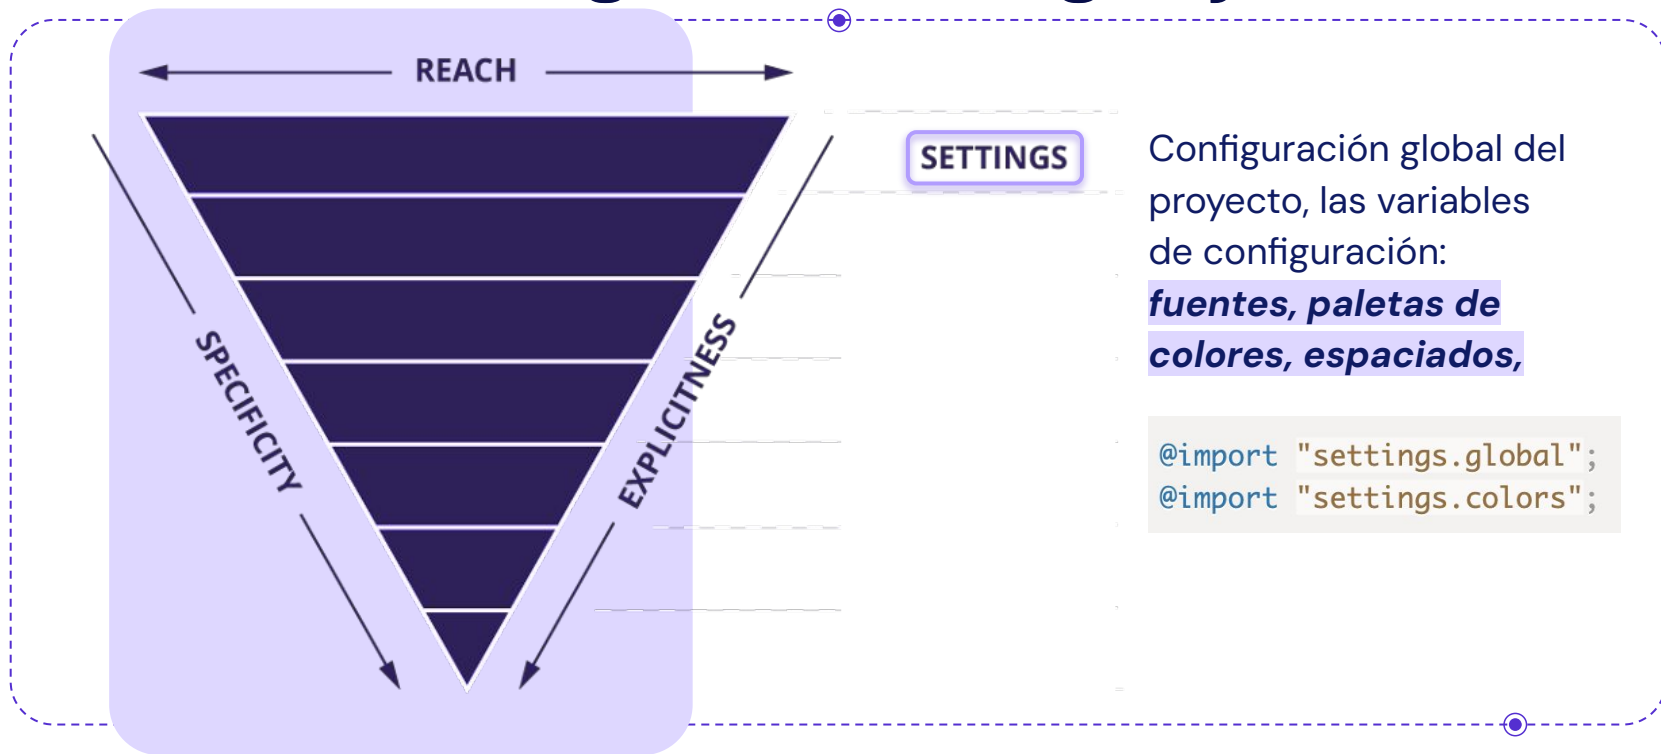 REACH
SPECIFICITY
EXPLICITNESS
SETTINGS
Configuración global del
proyecto, las variables
de configuración:
fuentes, paletas de
colores, espaciados,
@import "settings.global";
@import "settings.colors";